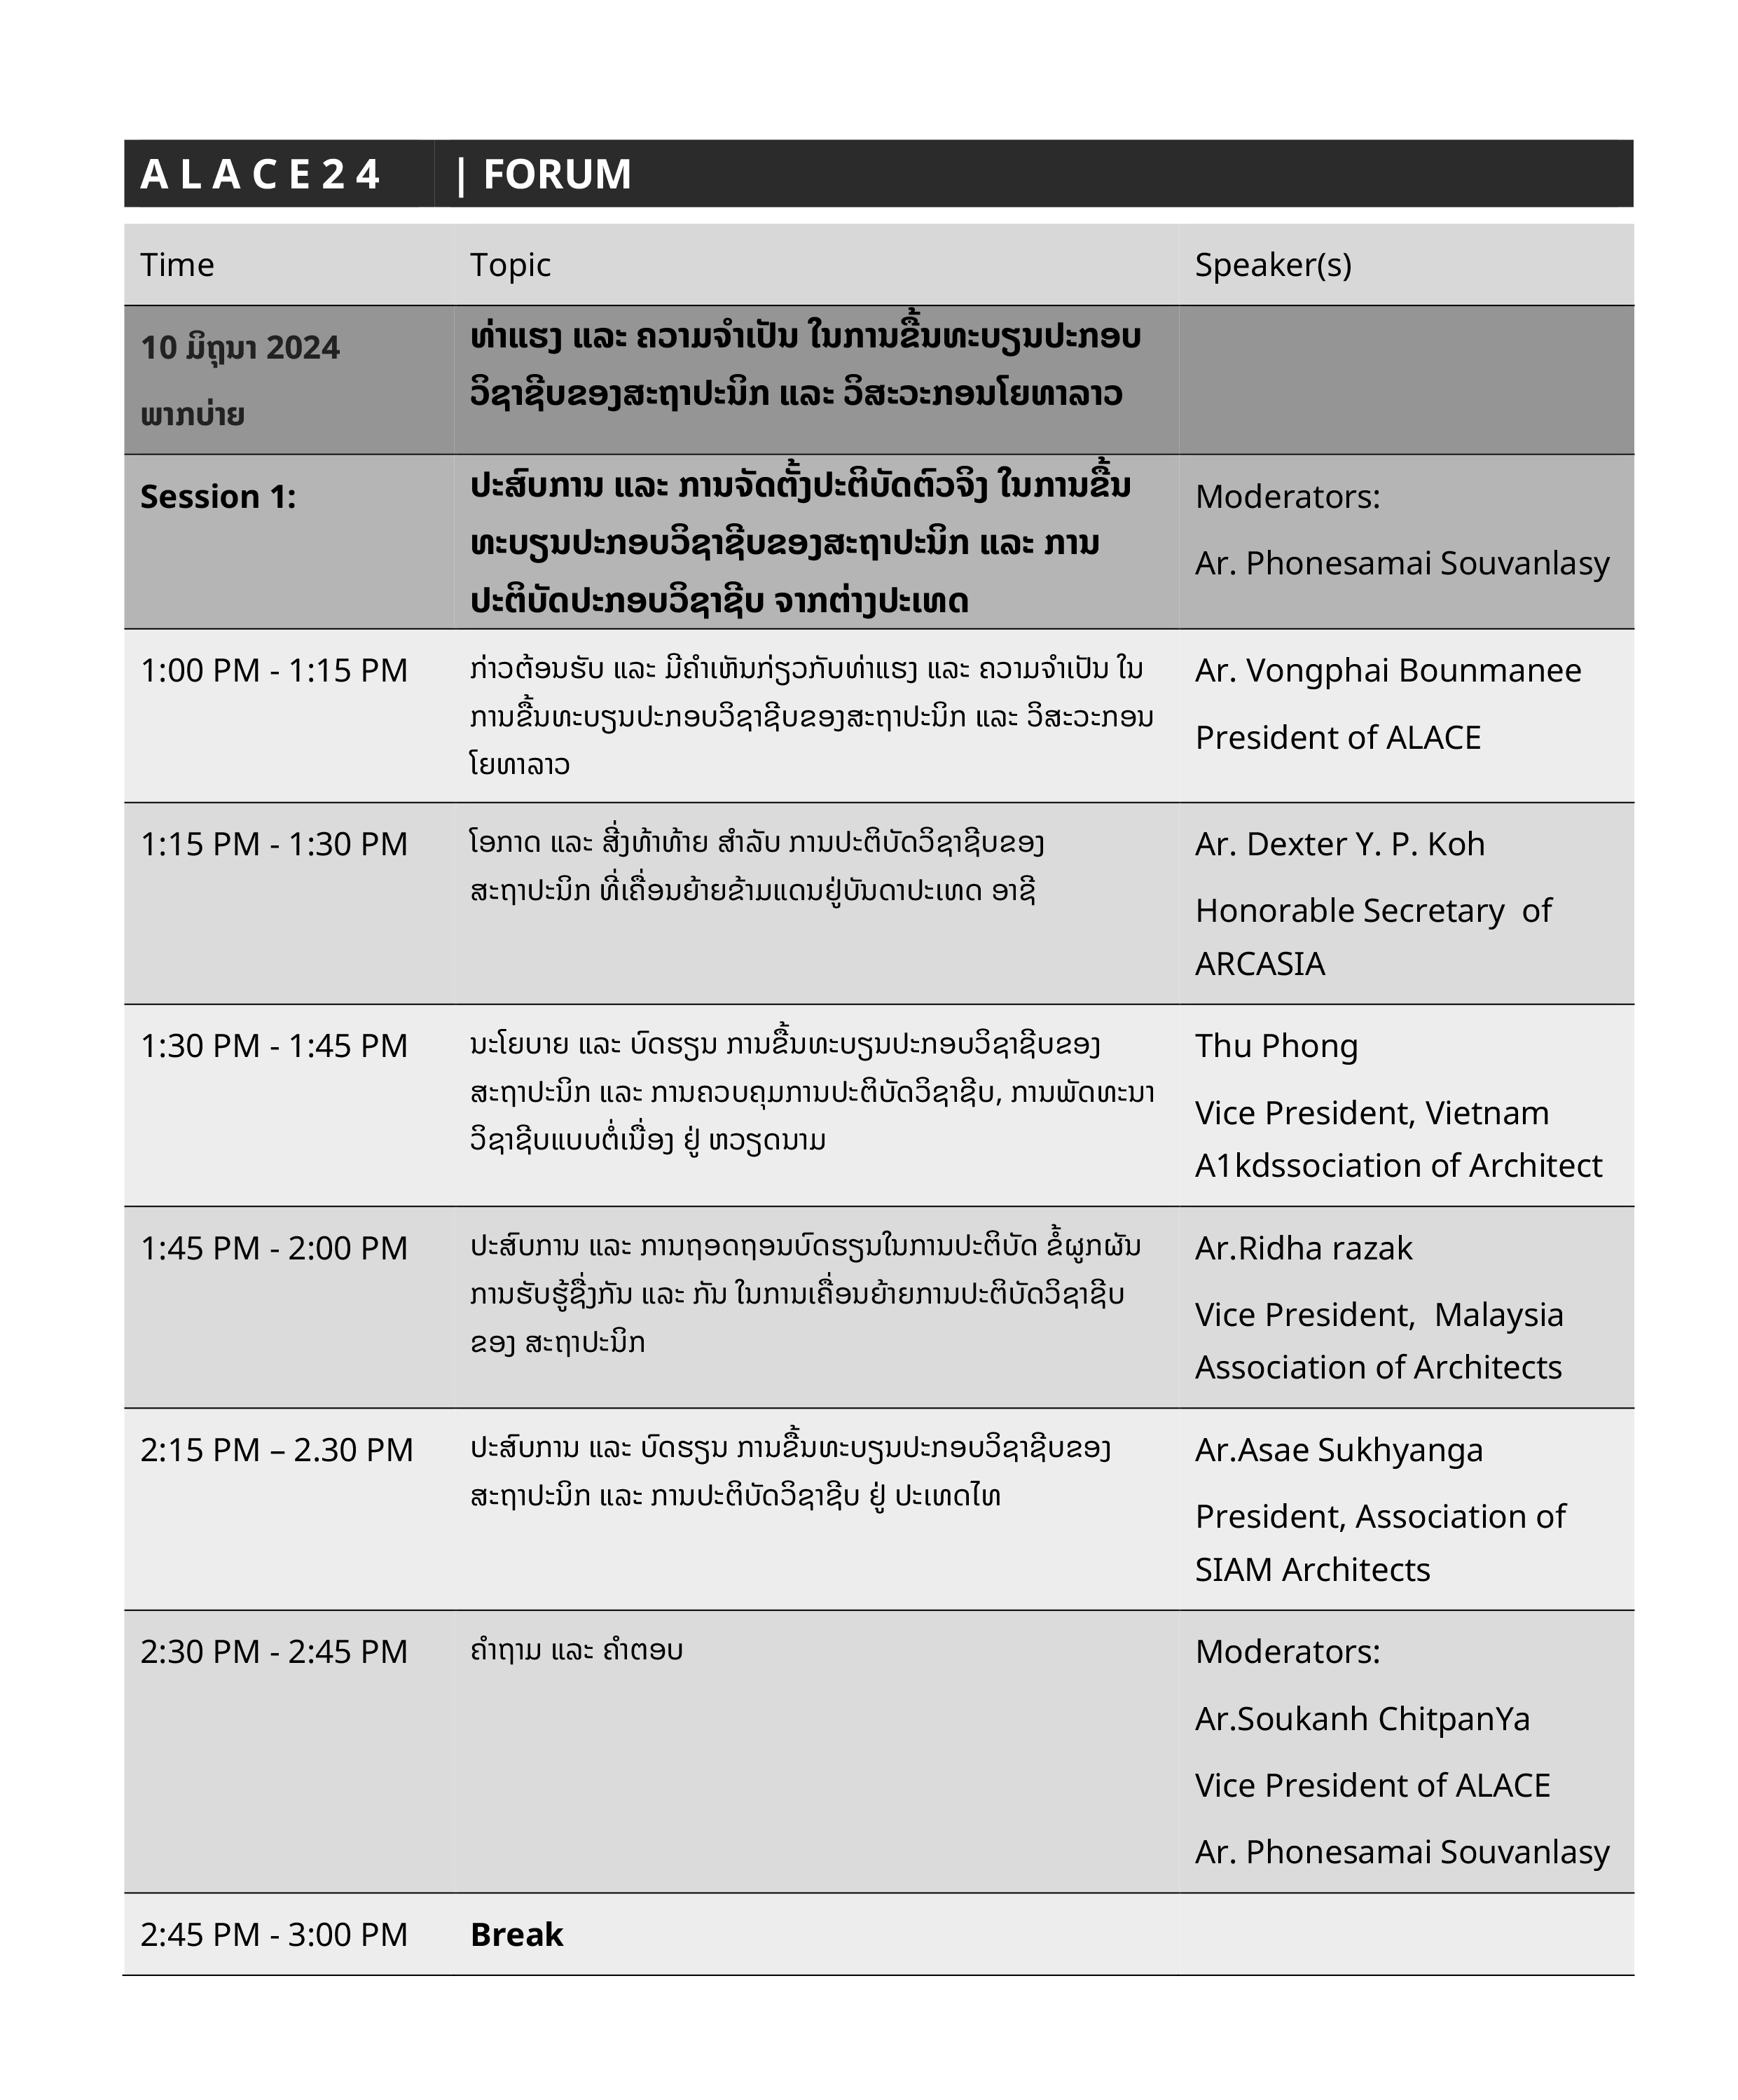 A L A C E 2 4 | FORUM
Time Topic Speaker(s)
10 ມິຖຸນາ 2024
ພາກບ່າຍ
ທ່າແຮງ ແລະ ຄວາມຈຳເປັນ ໃນການຂຶ້ນທະບຽນປະກອບ
ວິຊາຊີບຂອງສະຖາປະນິກ ແລະ ວິສະວະກອນໂຍທາລາວ
Session 1:
ປະສົບການ ແລະ ການຈັດຕັ້ງປະຕິບັດຕົວຈິງ ໃນການຂຶ້ນ
ທະບຽນປະກອບວິຊາຊີບຂອງສະຖາປະນິກ ແລະ ການ
ປະຕິບັດປະກອບວິຊາຊີບ ຈາກຕ່າງປະເທດ
Moderators:
Ar. Phonesamai Souvanlasy
1:00 PM - 1:15 PM
ກ່າວຕ້ອນຮັບ ແລະ ມີຄຳເຫັນກ່ຽວກັບທ່າແຮງ ແລະ ຄວາມຈຳເປັນ ໃນ
ການຂຶ້ນທະບຽນປະກອບວິຊາຊີບຂອງສະຖາປະນິກ ແລະ ວິສະວະກອນ
ໂຍທາລາວ
Ar. Vongphai Bounmanee
President of ALACE
1:15 PM - 1:30 PM
ໂອກາດ ແລະ ສິ່ງທ້າທ້າຍ ສຳລັບ ການປະຕິບັດວິຊາຊີບຂອງ
ສະຖາປະນິກ ທີ່ເຄື່ອນຍ້າຍຂ້າມແດນຢູ່ບັນດາປະເທດ ອາຊີ
Ar. Dexter Y. P. Koh
Honorable Secretary of
ARCASIA
1:30 PM - 1:45 PM
ນະໂຍບາຍ ແລະ ບົດຮຽນ ການຂຶ້ນທະບຽນປະກອບວິຊາຊີບຂອງ
ສະຖາປະນິກ ແລະ ການຄວບຄຸມການປະຕິບັດວິຊາຊີບ, ການພັດທະນາ
ວິຊາຊີບແບບຕໍ່ເນື່ອງ ຢູ່ ຫວຽດນາມ
Thu Phong
Vice President, Vietnam
A1kdssociation of Architect
1:45 PM - 2:00 PM
ປະສົບການ ແລະ ການຖອດຖອນບົດຮຽນໃນການປະຕິບັດ ຂໍ້ຜູກຜັນ
ການຮັບຮູ້ຊຶ່ງກັນ ແລະ ກັນ ໃນການເຄື່ອນຍ້າຍການປະຕິບັດວິຊາຊີບ
ຂອງ ສະຖາປະນິກ
Ar.Ridha razak
Vice President, Malaysia
Association of Architects
2:15 PM – 2.30 PM
ປະສົບການ ແລະ ບົດຮຽນ ການຂຶ້ນທະບຽນປະກອບວິຊາຊີບຂອງ
ສະຖາປະນິກ ແລະ ການປະຕິບັດວິຊາຊີບ ຢູ່ ປະເທດໄທ
Ar.Asae Sukhyanga
President, Association of
SIAM Architects
2:30 PM - 2:45 PM
ຄຳຖາມ ແລະ ຄຳຕອບ
Moderators:
Ar.Soukanh ChitpanYa
Vice President of ALACE
Ar. Phonesamai Souvanlasy
2:45 PM - 3:00 PM Break